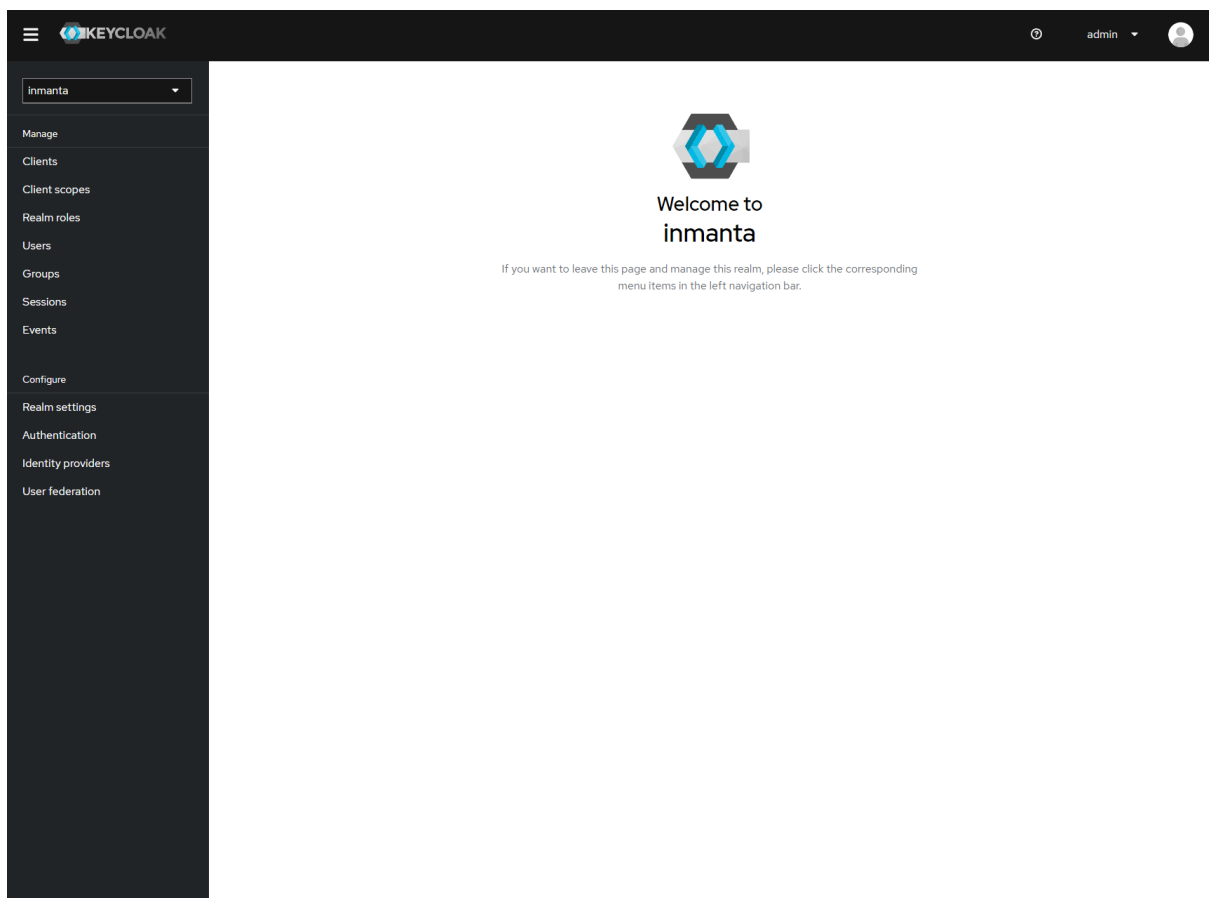 KEYCLOAK
admin
inmanta
Manage
Clients
Client scopes
Realm roles
Users
Groups
Sessions
Events
Configure
Realm settings
Authentication
Identity providers
User federation
Welcome to
inmanta
If you want to leave this page and manage this realm, please click the corresponding
menu items in the left navigation bar.